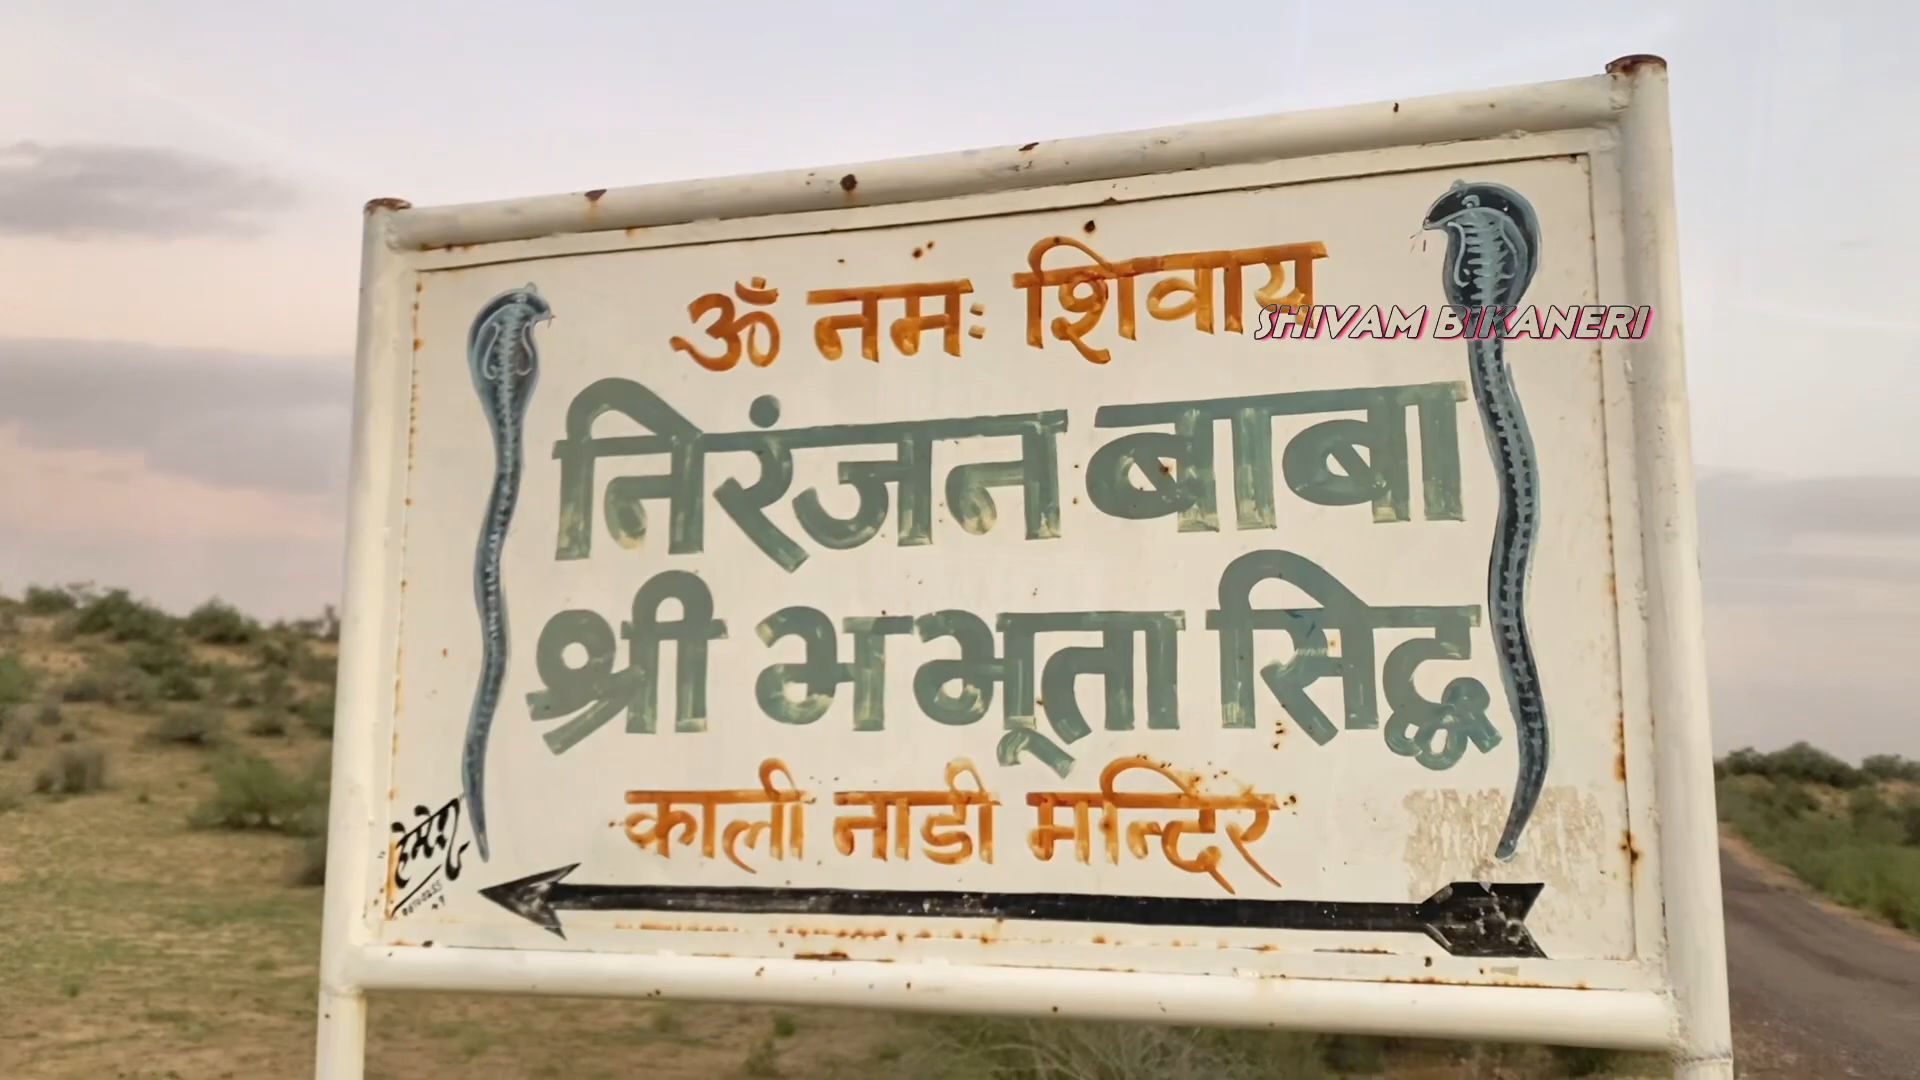 ॐ नमः शिवाय
SHIVAM BIKANERI
निरंजन बाबा
श्री भभूता सिद्ध
काली नाडी मन्दिर